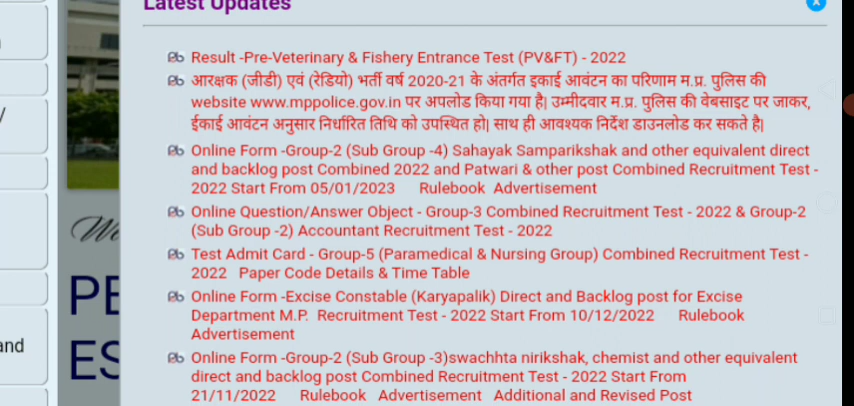 Latest Updates
x
Result -Pre-Veterinary & Fishery Entrance Test (PV&FT) - 2022
आरक्षक (जीडी) एवं (रेडियो) भर्ती वर्ष 2020-21 के अंतर्गत इकाई आवंटन का परिणाम म.प्र. पुलिस की
website www.mppolice.gov.in पर अपलोड किया गया है| उम्मीदवार म.प्र. पुलिस की वेबसाइट पर जाकर,
ईकाई आवंटन अनुसार निर्धारित तिथि को उपस्थित हो| साथ ही आवश्यक निर्देश डाउनलोड कर सकते है|
Online Form -Group-2 (Sub Group -4) Sahayak Samparikshak and other equivalent direct
and backlog post Combined 2022 and Patwari & other post Combined Recruitment Test -
2022 Start From 05/01/2023 Rulebook Advertisement
Online Question/Answer Object - Group-3 Combined Recruitment Test - 2022 & Group-2
(Sub Group -2) Accountant Recruitment Test - 2022
Test Admit Card - Group-5 (Paramedical & Nursing Group) Combined Recruitment Test -
2022 Paper Code Details & Time Table
Online Form -Excise Constable (Karyapalik) Direct and Backlog post for Excise
Department M.P. Recruitment Test - 2022 Start From 10/12/2022 Rulebook
Advertisement
Online Form -Group-2 (Sub Group -3)swachhta nirikshak, chemist and other equivalent
direct and backlog post Combined Recruitment Test - 2022 Start From
21/11/2022 Rulebook Advertisement Additional and Revised Post
/
and
We
PE
ES